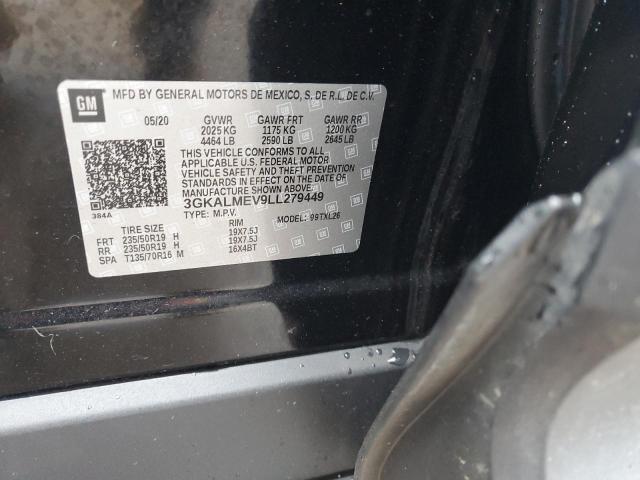 GM
MFD BY GENERAL MOTORS DE MEXICO, S. DE R.L. DE C.V.
05/20 GVWR GAWR FRT GAWR RR
2025 KG 1175 KG 1200 KG
4464 LB 2590 LB 2645 LB
THIS VEHICLE CONFORMS TO ALL
APPLICABLE U.S. FEDERAL MOTOR
VEHICLE SAFETY AND THEFT
PREVENTION STANDARDS IN EFFECT ON
THE DATE OF MANUFACTURE SHOWN ABOVE.
3GKALMEV9LL279449
384A TYPE: M.P.V. MODEL: 99TXL26
TIRE SIZE RIM
FRT 235/50R19 H 19X7.5J
RR 235/50R19 H 19X7.5J
SPA T135/70R16 M 16X4BT